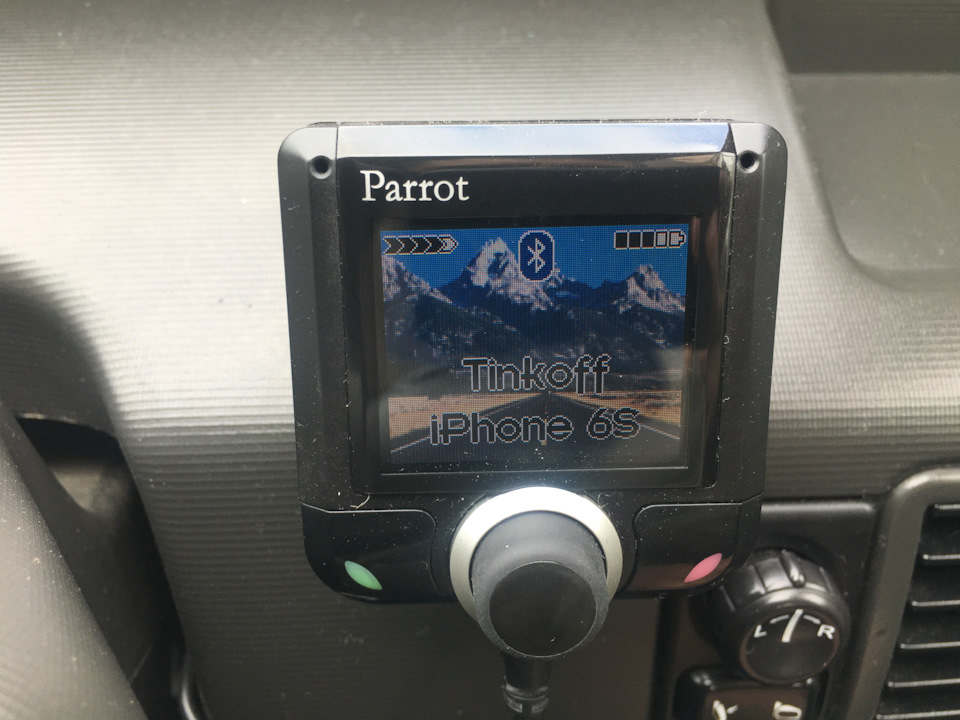 Parrot
Tinkoff
iPhone 6S
L R